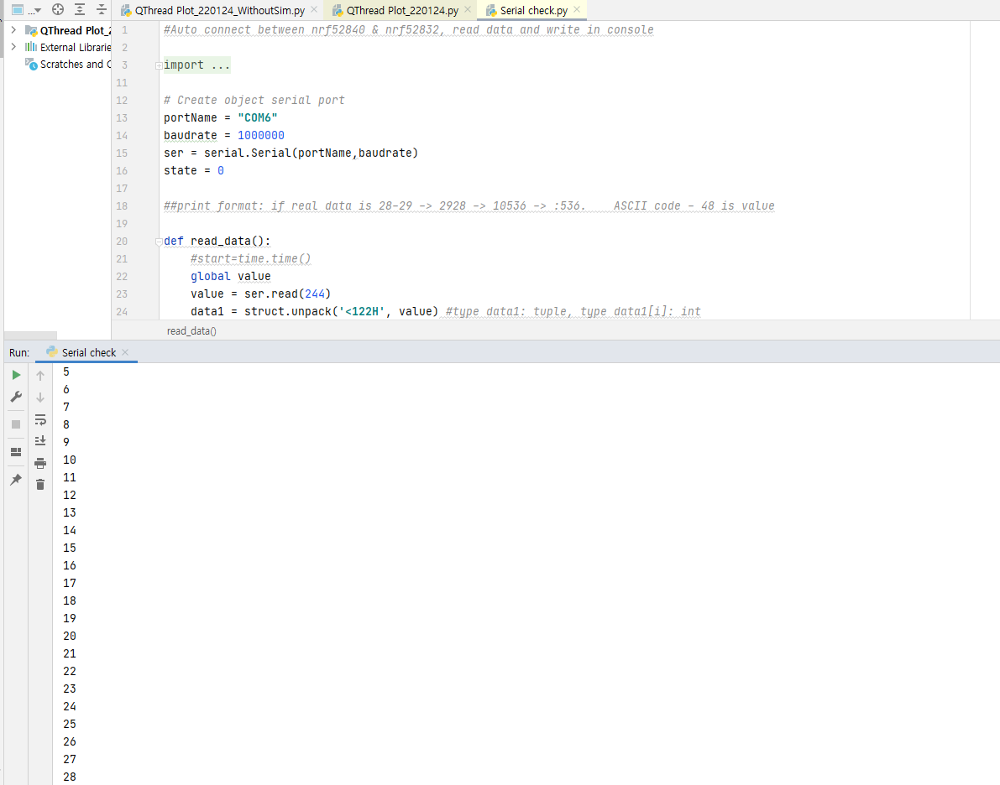 ... QThread Plot_220124_WithoutSim.py QThread Plot_220124.py Serial check.py
QThread Plot_2
External Librarie
Scratches and C
1 #Auto connect between nrf52840 & nrf52832, read data and write in console
2
3 import ...
11
12 # Create object serial port
13 portName = "COM6"
14 baudrate = 1000000
15 ser = serial.Serial(portName,baudrate)
16 state = 0
17
18 ##print format: if real data is 28-29 -> 2928 -> 10536 -> :536.    ASCII code - 48 is value
19
20 def read_data():
21     #start=time.time()
22     global value
23     value = ser.read(244)
24     data1 = struct.unpack('<122H', value) #type data1: tuple, type data1[i]: int
read_data()
Run: Serial check
5
6
7
8
9
10
11
12
13
14
15
16
17
18
19
20
21
22
23
24
25
26
27
28